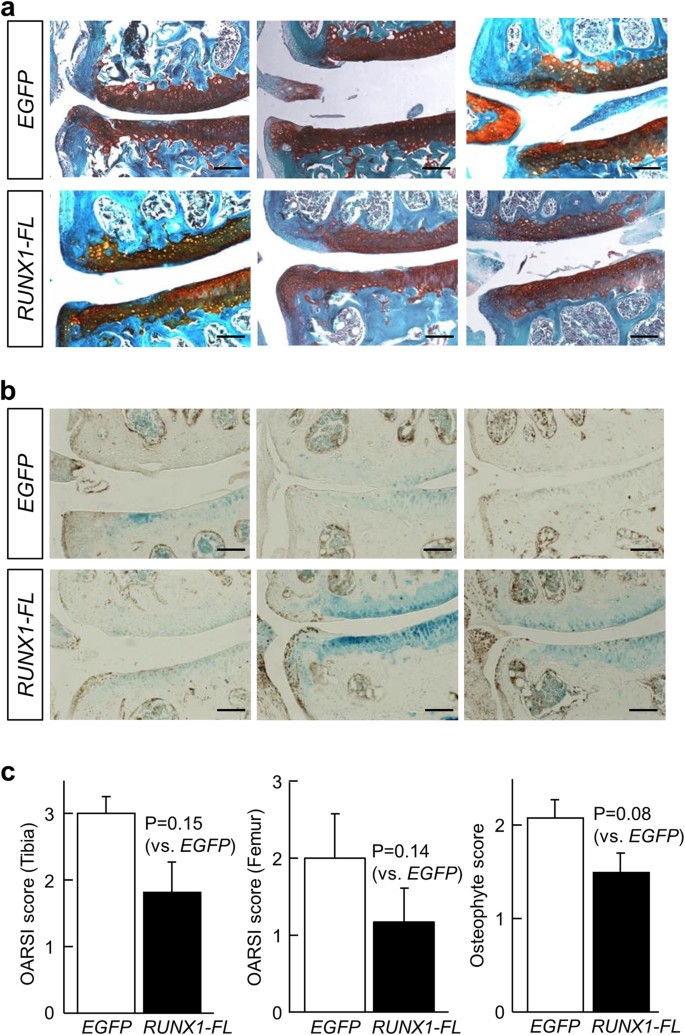 a
EGFP
RUNX1-FL
b
EGFP
RUNX1-FL
c
OARSI score (Tibia)
3
2
1
0
P=0.15
(vs. EGFP)
EGFP RUNX1-FL
OARSI score (Femur)
3
2
1
0
P=0.14
(vs. EGFP)
EGFP RUNX1-FL
Osteophyte score
2
1
0
P=0.08
(vs. EGFP)
EGFP RUNX1-FL